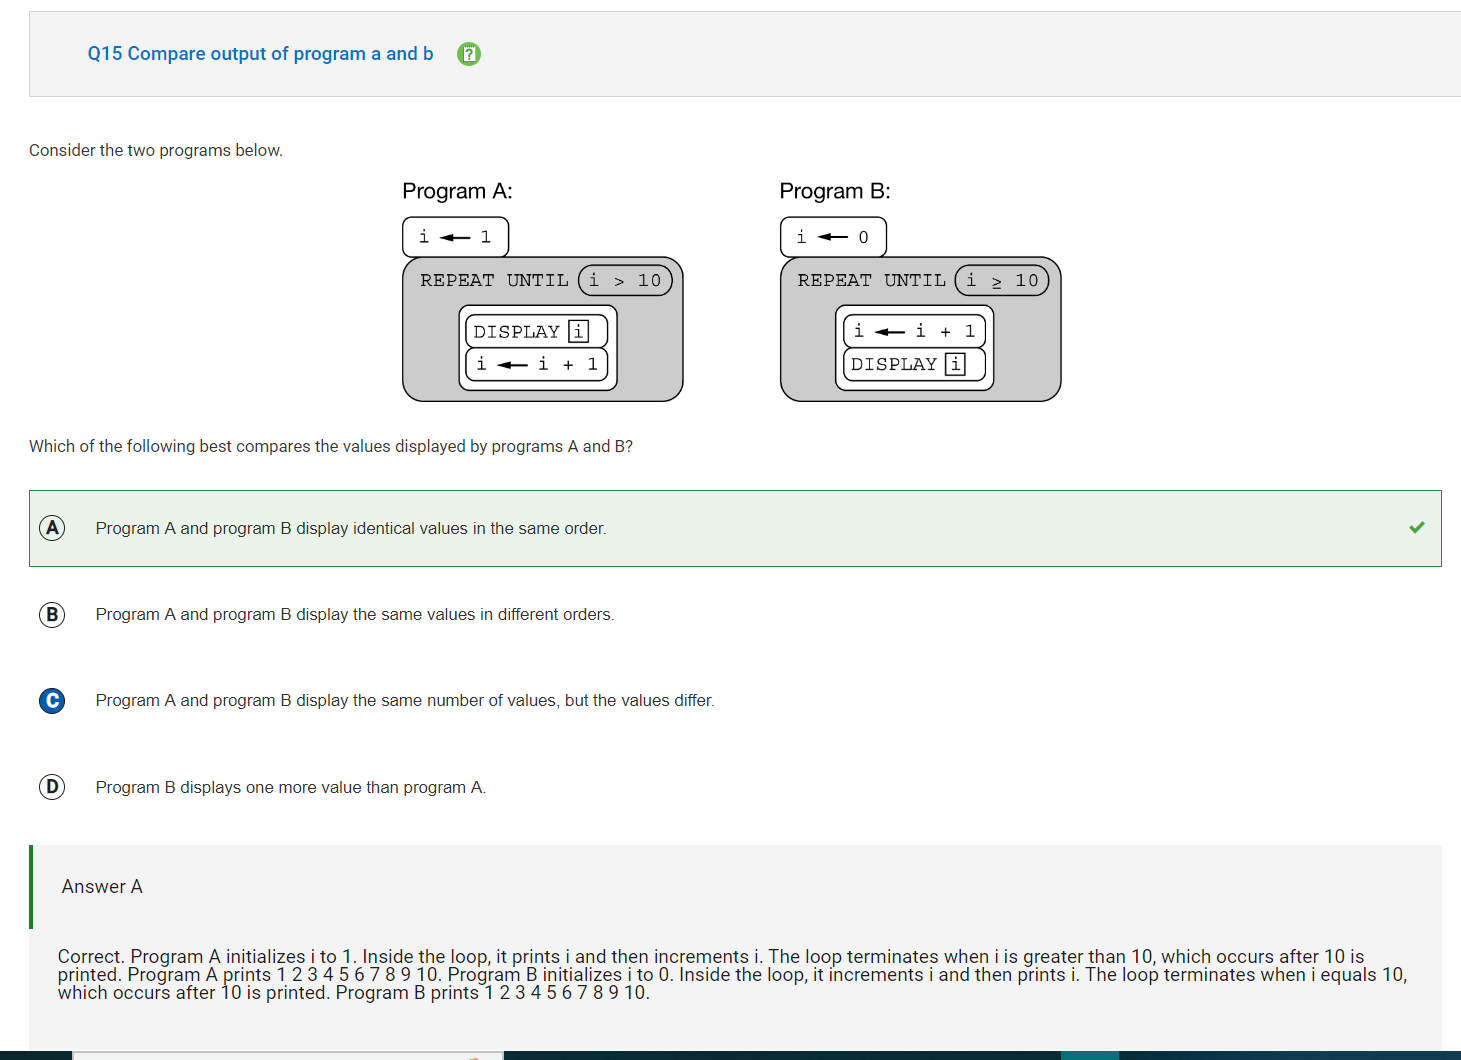 Q15 Compare output of program a and b
Consider the two programs below.
Program A:
i ← 1
REPEAT UNTIL i > 10
DISPLAY i
i ← i + 1
Program B:
i ← 0
REPEAT UNTIL i ≥ 10
i ← i + 1
DISPLAY i
Which of the following best compares the values displayed by programs A and B?
A Program A and program B display identical values in the same order.
B Program A and program B display the same values in different orders.
C Program A and program B display the same number of values, but the values differ.
D Program B displays one more value than program A.
Answer A
Correct. Program A initializes i to 1. Inside the loop, it prints i and then increments i. The loop terminates when i is greater than 10, which occurs after 10 is
printed. Program A prints 1 2 3 4 5 6 7 8 9 10. Program B initializes i to 0. Inside the loop, it increments i and then prints i. The loop terminates when i equals 10,
which occurs after 10 is printed. Program B prints 1 2 3 4 5 6 7 8 9 10.